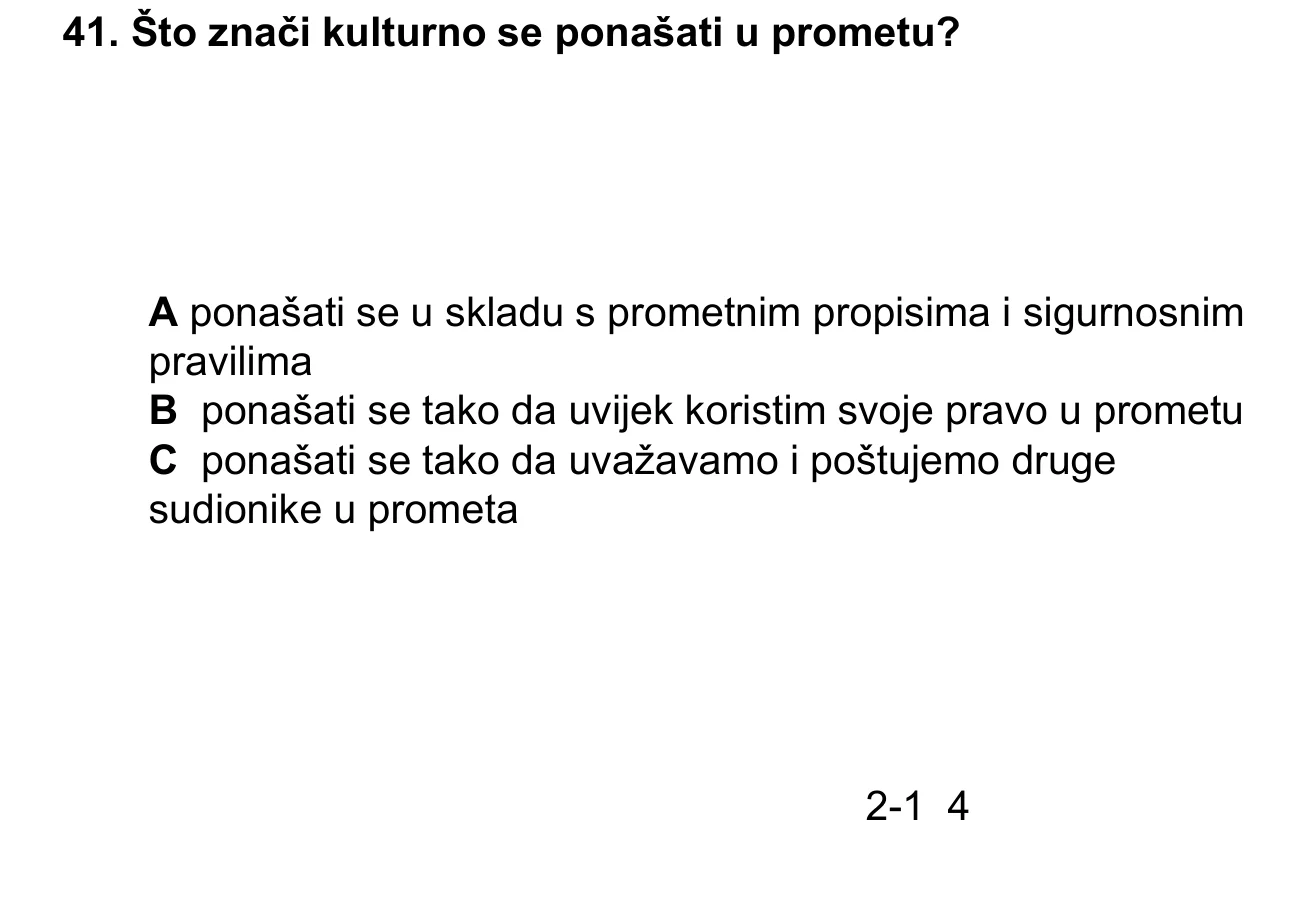 41. Što znači kulturno se ponašati u prometu?
A ponašati se u skladu s prometnim propisima i sigurnosnim
pravilima
B ponašati se tako da uvijek koristim svoje pravo u prometu
C ponašati se tako da uvažavamo i poštujemo druge
sudionike u prometa
2-1 4